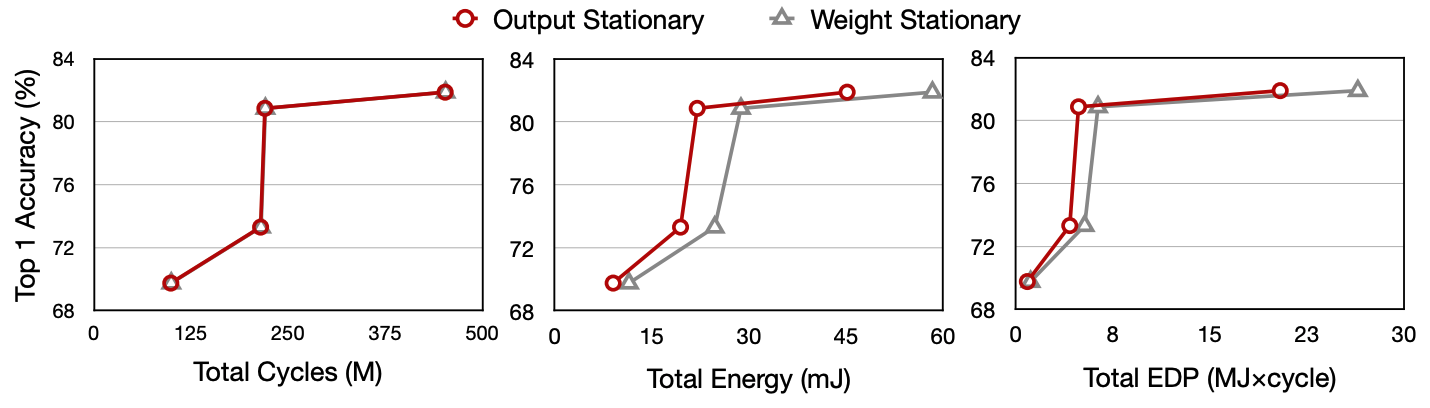 Output Stationary Weight Stationary
Top 1 Accuracy (%)
84
80
76
72
68
0 125 250 375 500
Total Cycles (M)
84
80
76
72
68
0 15 30 45 60
Total Energy (mJ)
84
80
76
72
68
0 8 15 23 30
Total EDP (MJ×cycle)